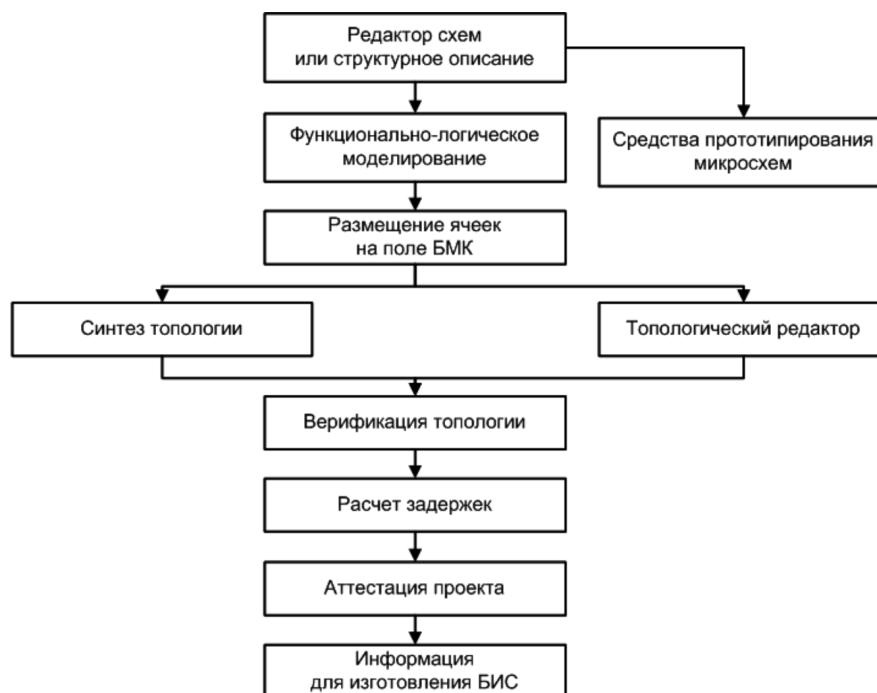 Редактор схем
или структурное описание
Функционально-логическое
моделирование
Средства прототипирования
микросхем
Размещение ячеек
на поле БМК
Синтез топологии
Топологический редактор
Верификация топологии
Расчет задержек
Аттестация проекта
Информация
для изготовления БИС